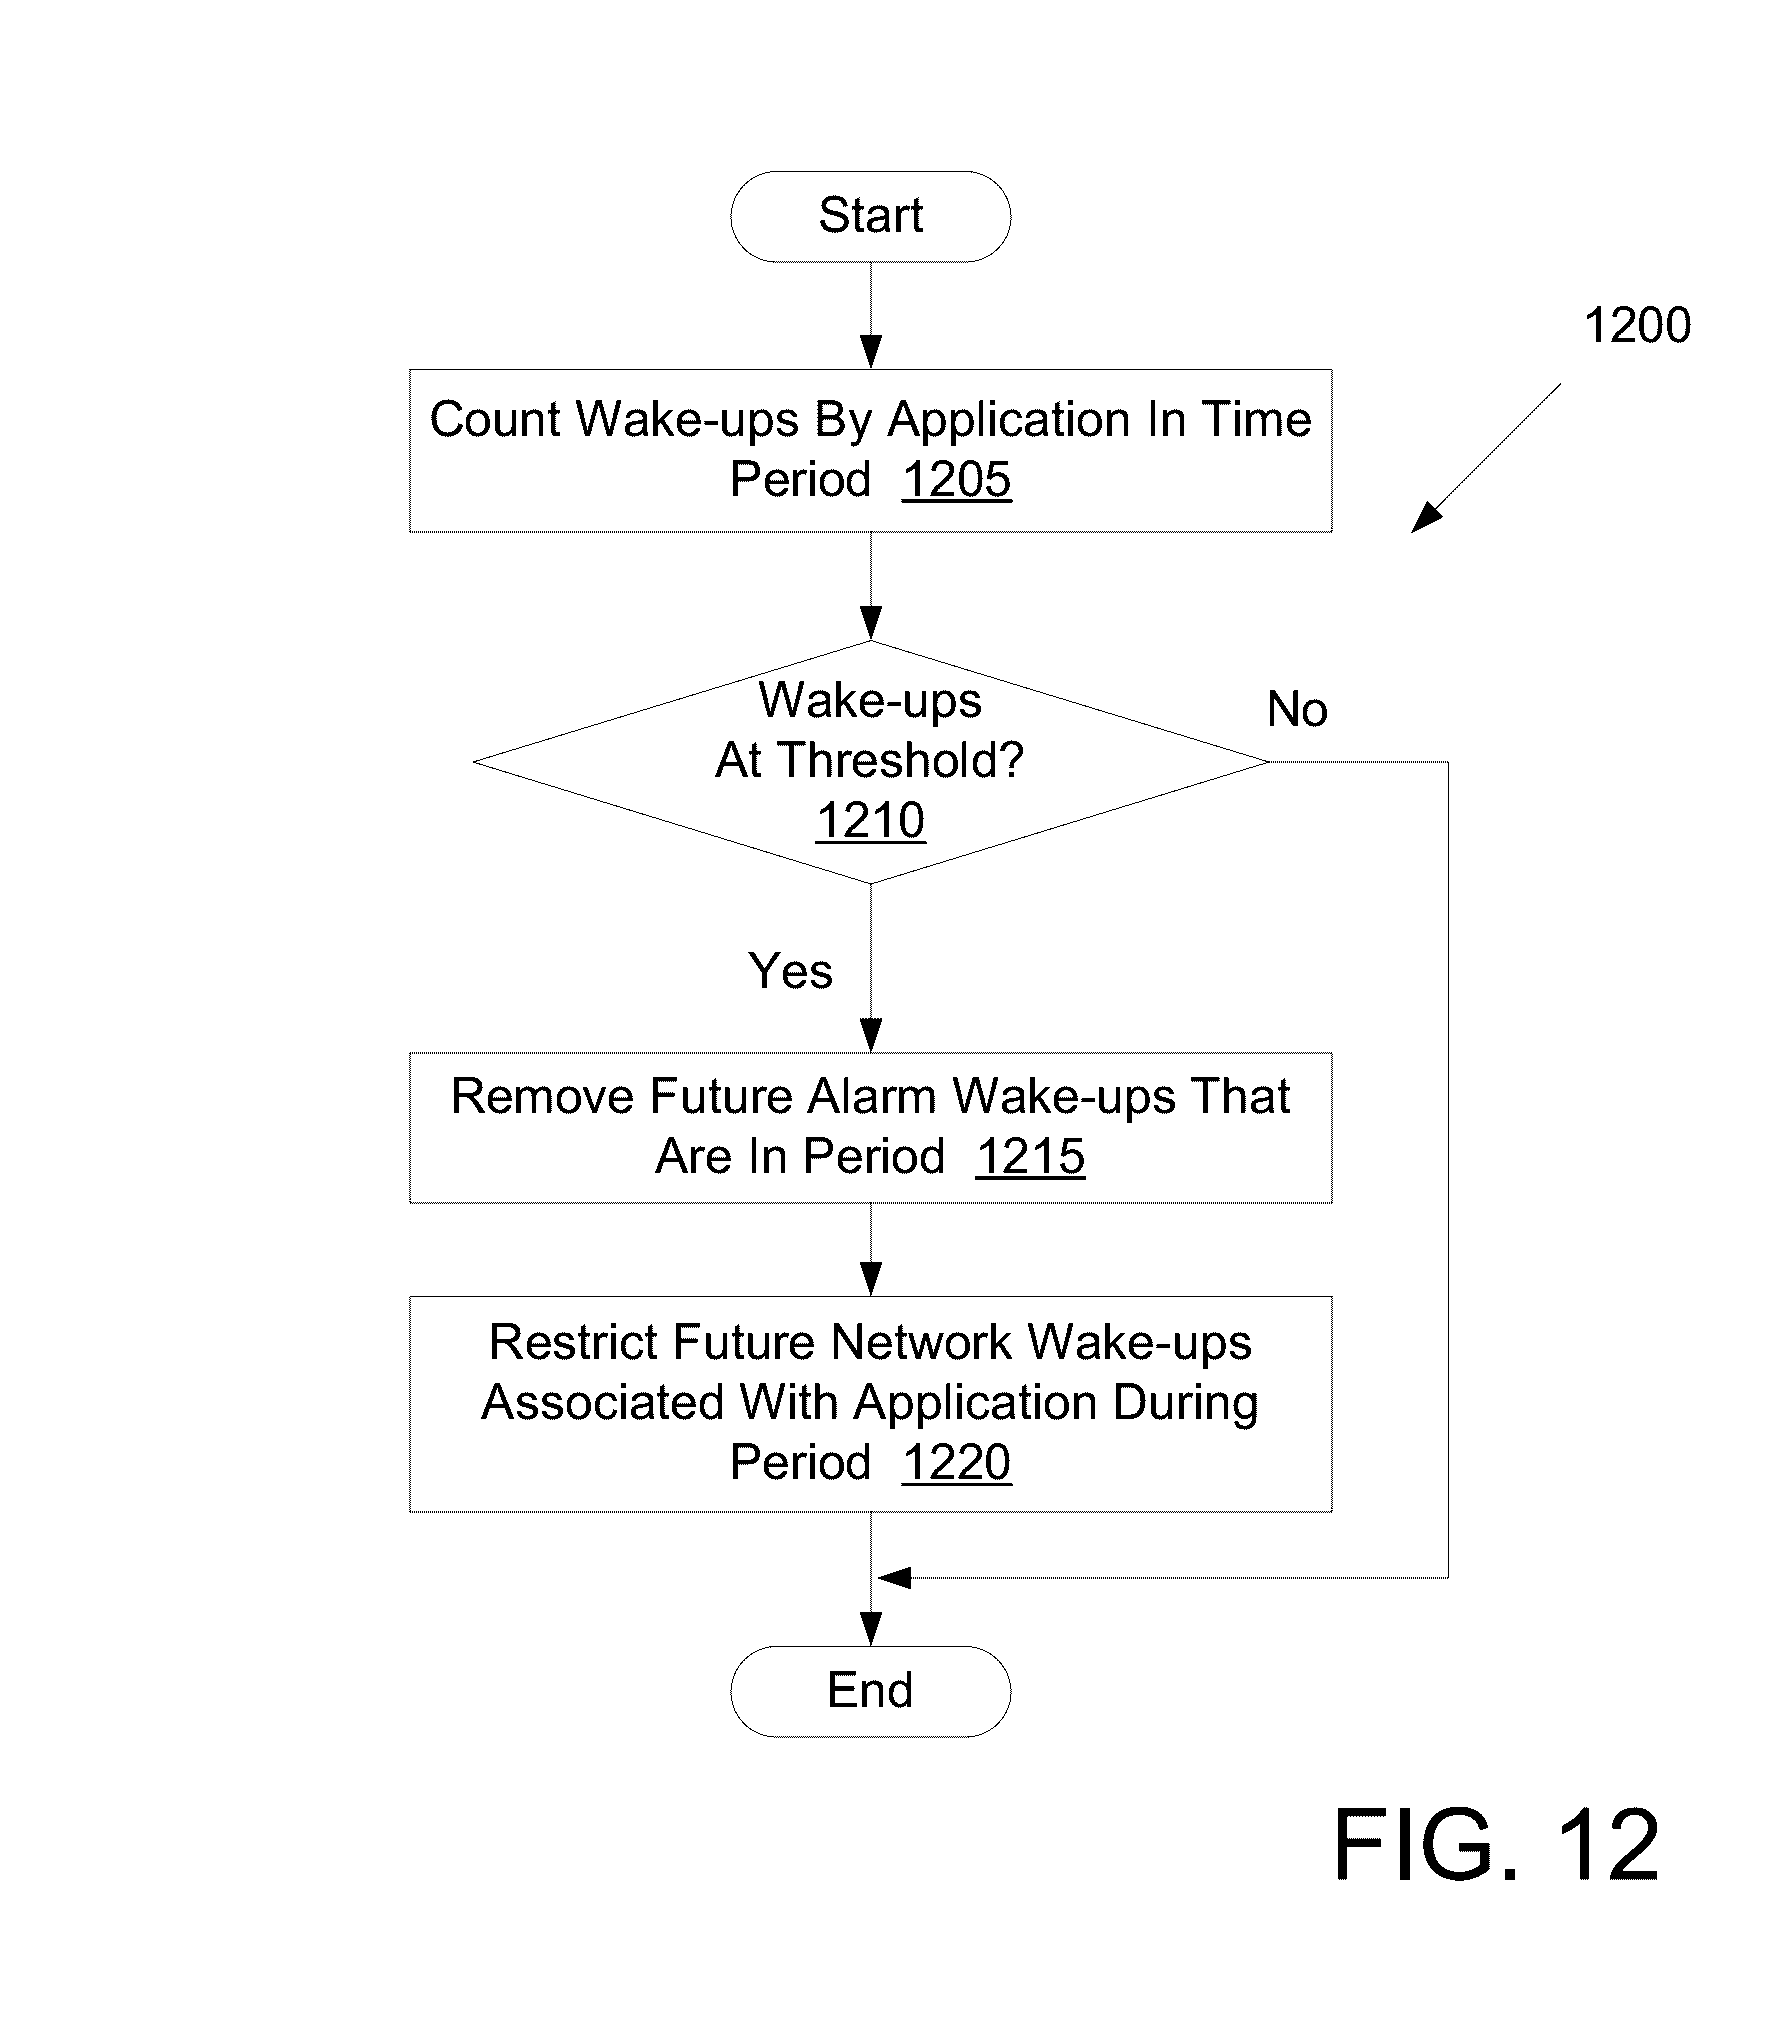 Start
1200
Count Wake-ups By Application In Time
Period 1205
Wake-ups
At Threshold?
1210
No
Yes
Remove Future Alarm Wake-ups That
Are In Period 1215
Restrict Future Network Wake-ups
Associated With Application During
Period 1220
End
FIG. 12